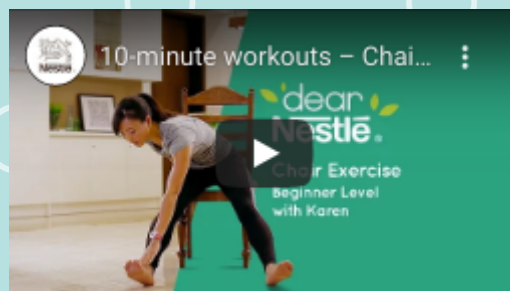 10-minute workouts – Chai...
dear
Nestlé.
Chair Exercise
Beginner Level
with Karen